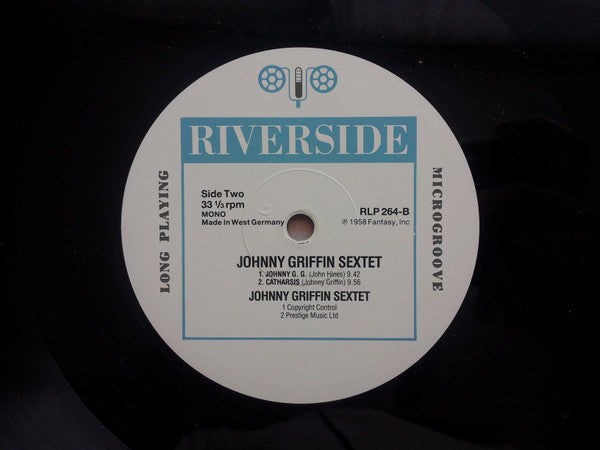 RIVERSIDE
LONG PLAYING
MICROGROOVE
Side Two
33 ⅓ rpm
MONO
Made In West Germany
RLP 264-B
℗ 1958 Fantasy, Inc
JOHNNY GRIFFIN SEXTET
1. JOHNNY G. G. (John Hines) 9.42
2. CATHARSIS (Johnny Griffin) 9.56
JOHNNY GRIFFIN SEXTET
1 Copyright Control
2 Prestige Music Ltd